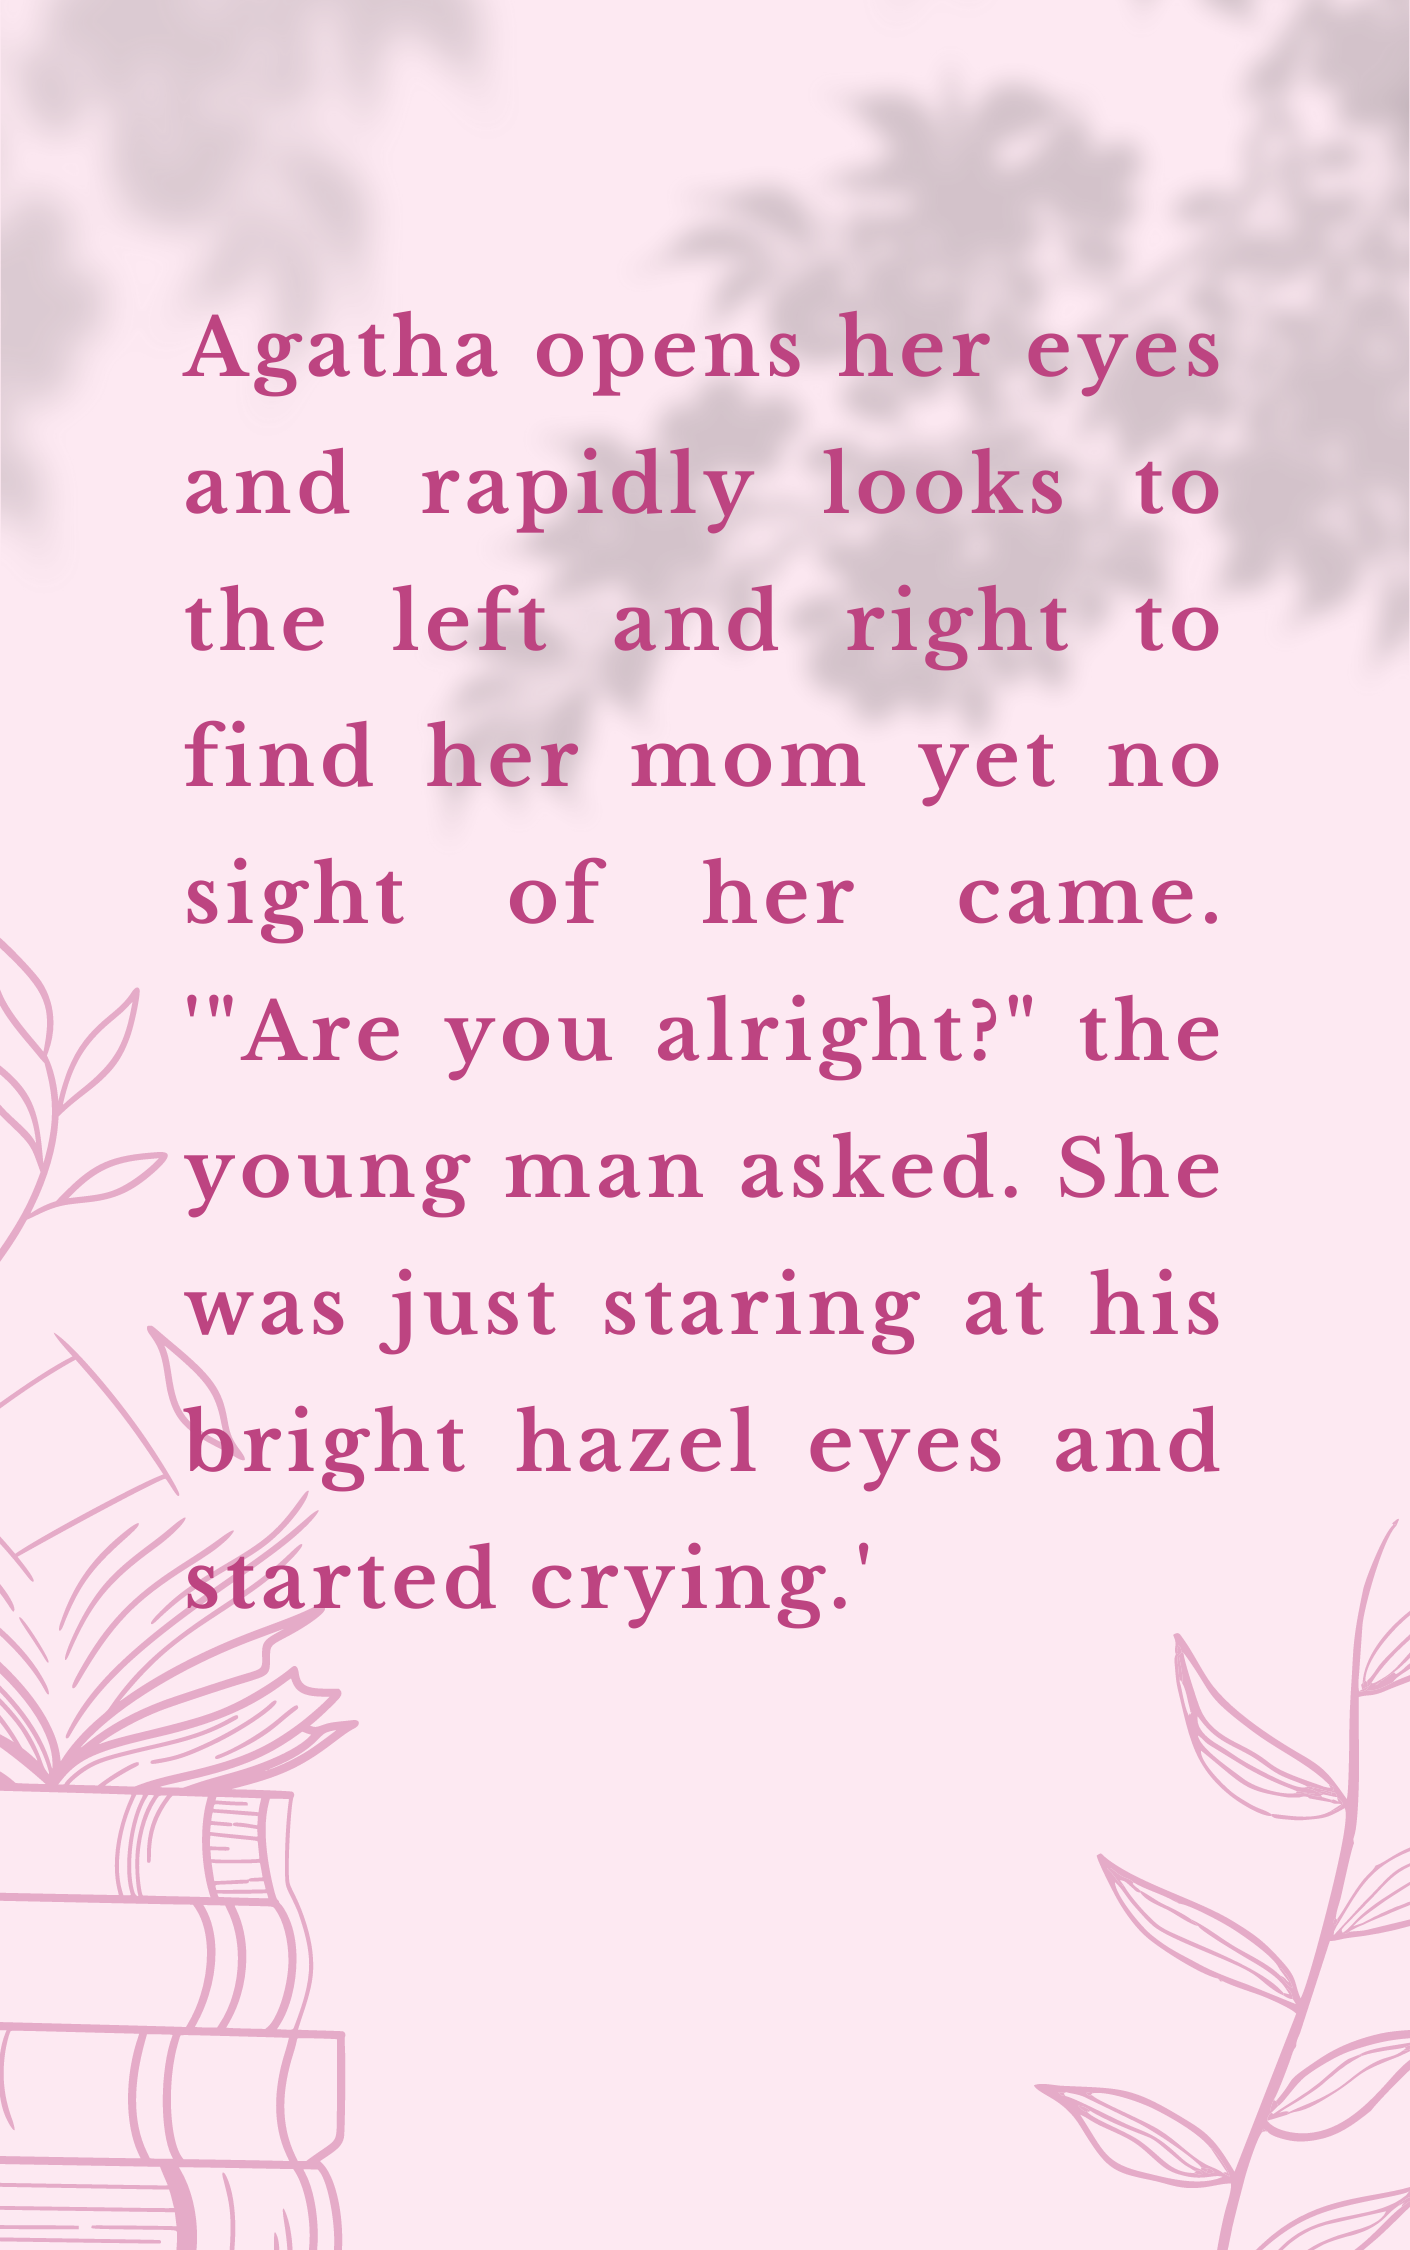 Agatha opens her eyes
and rapidly looks to
the left and right to
find her mom yet no
sight of her came.
'"Are you alright?" the
young man asked. She
was just staring at his
bright hazel eyes and
started crying.'